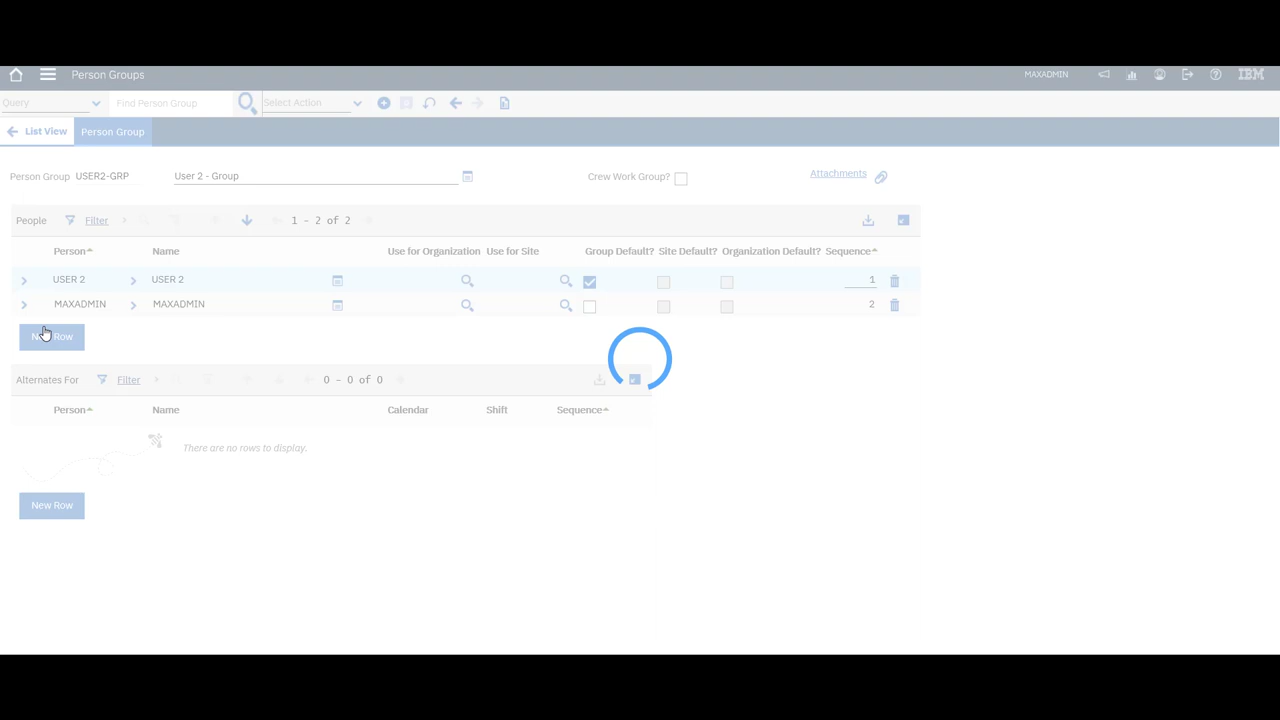 Person Groups MAXADMIN IBM
Query Find Person Group Select Action
List View Person Group
Person Group USER2-GRP User 2 - Group Crew Work Group? Attachments
People Filter 1 - 2 of 2
Person Name Use for Organization Use for Site Group Default? Site Default? Organization Default? Sequence
USER 2 USER 2 1
MAXADMIN MAXADMIN 2
New Row
Alternates For Filter 0 - 0 of 0
Person Name Calendar Shift Sequence
There are no rows to display.
New Row